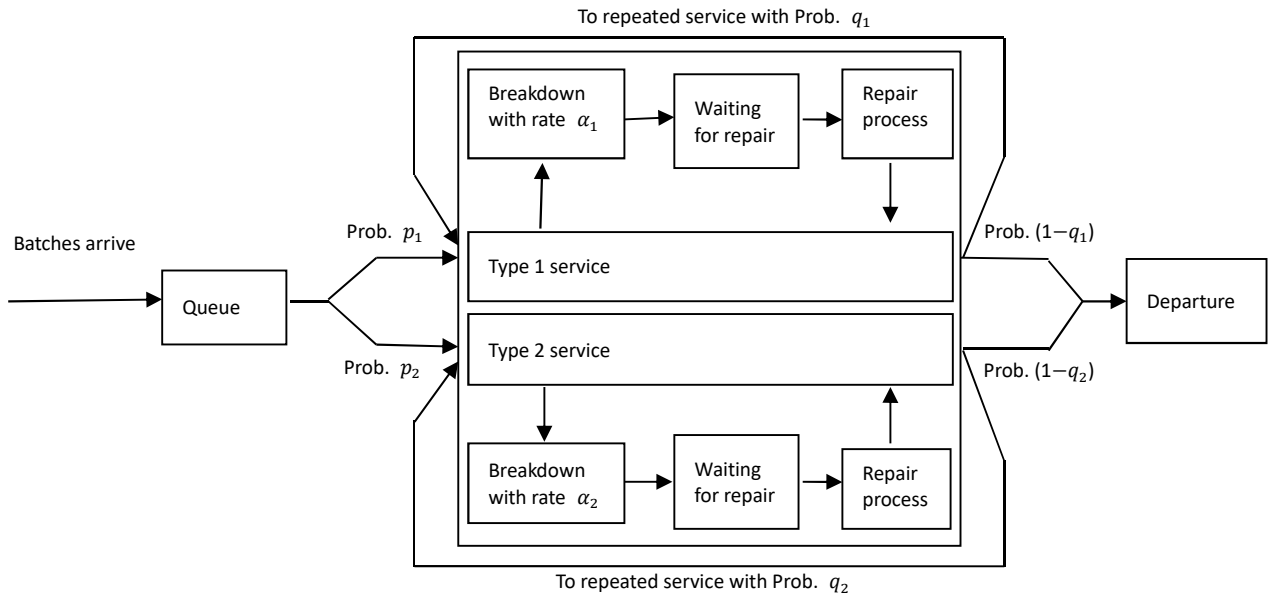 To repeated service with Prob. q₁
Breakdown
with rate α₁
Waiting
for repair
Repair
process
Batches arrive
Prob. p₁
Type 1 service
Prob. (1−q₁)
Queue
Departure
Type 2 service
Prob. p₂
Prob. (1−q₂)
Breakdown
with rate α₂
Waiting
for repair
Repair
process
To repeated service with Prob. q₂